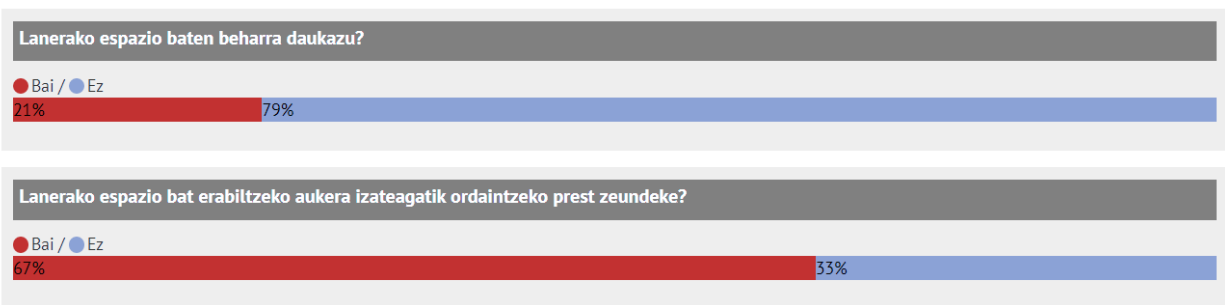 Lanerako espazio baten beharra daukazu?
Bai / Ez
21% 79%
Lanerako espazio bat erabiltzeko aukera izateagatik ordaintzeko prest zeundeke?
Bai / Ez
67% 33%